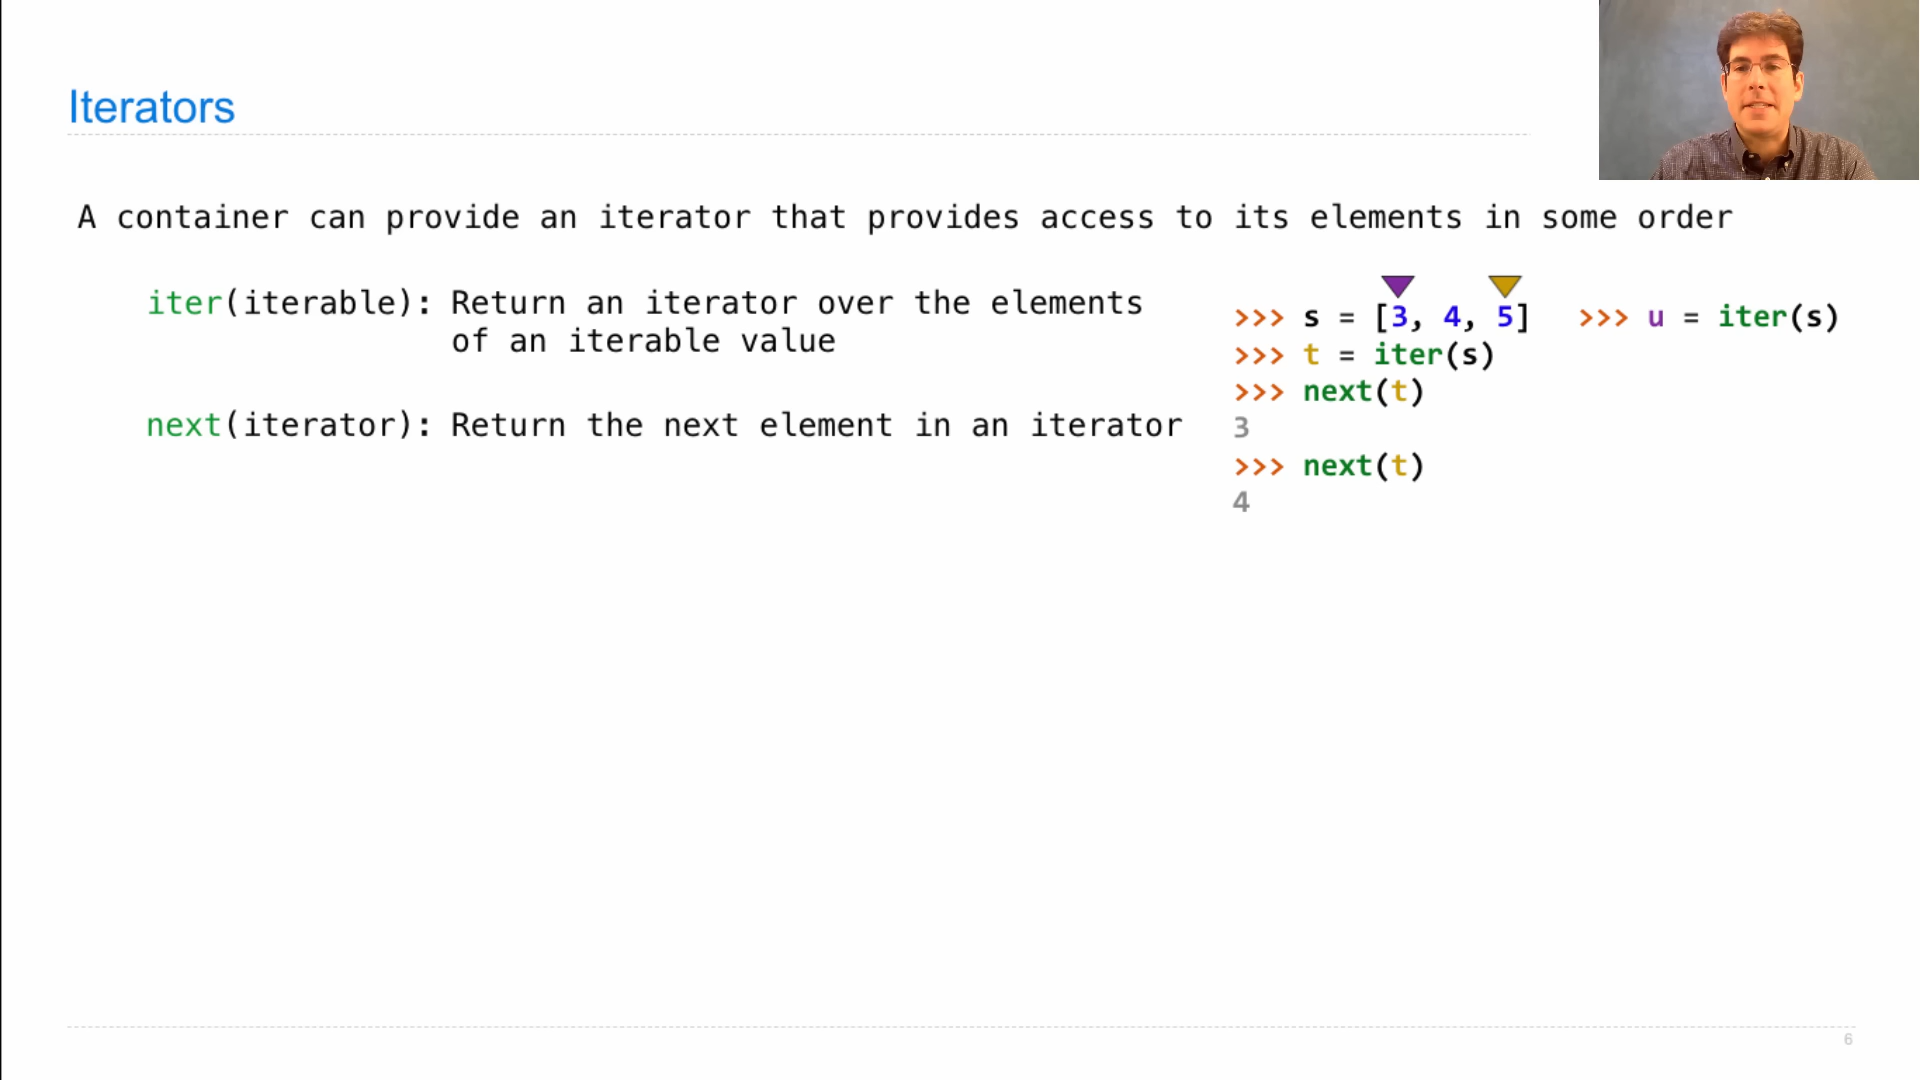 Iterators
A container can provide an iterator that provides access to its elements in some order
iter(iterable): Return an iterator over the elements
of an iterable value
next(iterator): Return the next element in an iterator
>>> s = [3, 4, 5]
>>> t = iter(s)
>>> next(t)
3
>>> next(t)
4
>>> u = iter(s)
6